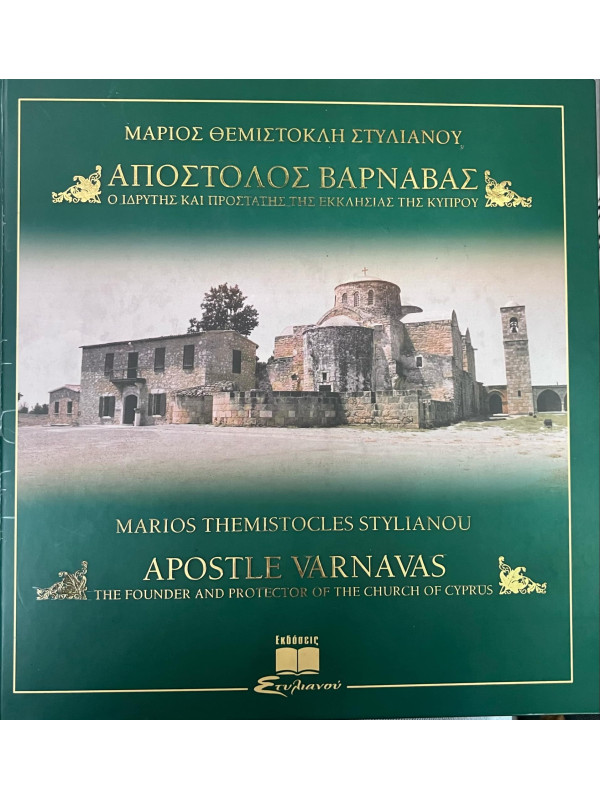 ΜΑΡΙΟΣ ΘΕΜΙΣΤΟΚΛΗ ΣΤΥΛΙΑΝΟΥ
ΑΠΟΣΤΟΛΟΣ ΒΑΡΝΑΒΑΣ
Ο ΙΔΡΥΤΗΣ ΚΑΙ ΠΡΟΣΤΑΤΗΣ ΤΗΣ ΕΚΚΛΗΣΙΑΣ ΤΗΣ ΚΥΠΡΟΥ
MARIOS THEMISTOCLES STYLIANOU
APOSTLE VARNAVAS
THE FOUNDER AND PROTECTOR OF THE CHURCH OF CYPRUS
Εκδόσεις
Στυλιανού